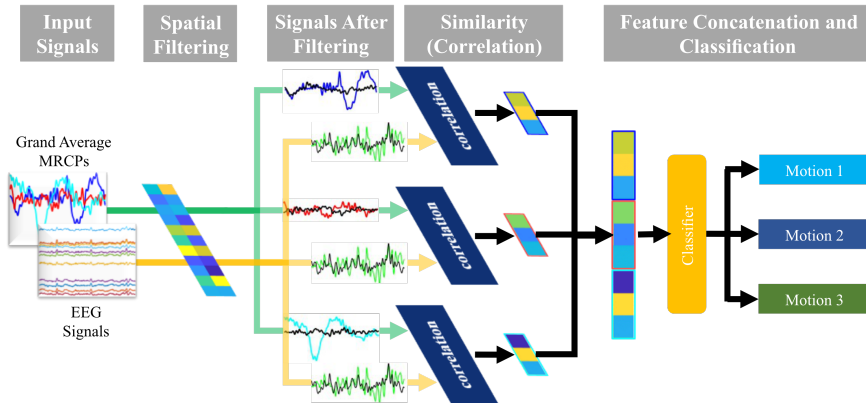 Input
Signals
Spatial
Filtering
Signals After
Filtering
Similarity
(Correlation)
Feature Concatenation and
Classification
Grand Average
MRCPs
EEG
Signals
correlation
correlation
correlation
Classifier
Motion 1
Motion 2
Motion 3